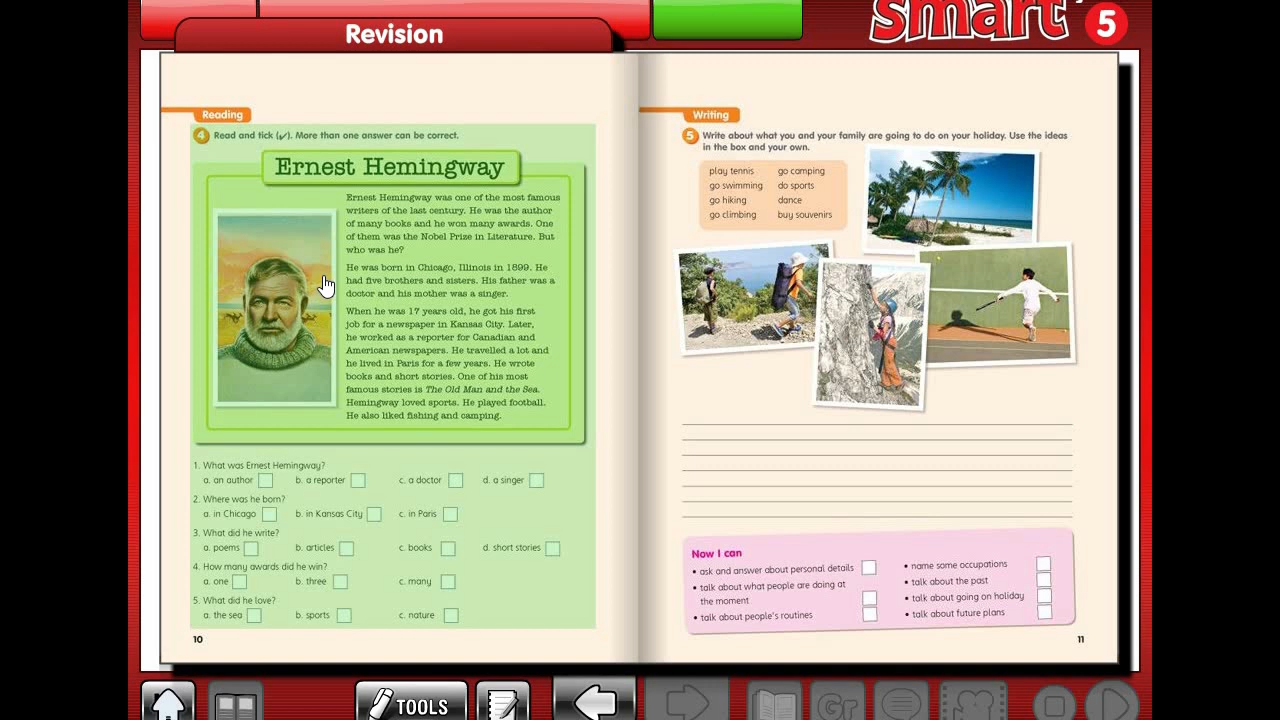 smart 5
Revision
Reading
4 Read and tick (✓). More than one answer can be correct.
Ernest Hemingway
Ernest Hemingway was one of the most famous
writers of the last century. He was the author
of many books and he won many awards. One
of them was the Nobel Prize in Literature. But
who was he?
He was born in Chicago, Illinois in 1899. He
had five brothers and sisters. His father was a
doctor and his mother was a singer.
When he was 17 years old, he got his first
job for a newspaper in Kansas City. Later,
he worked as a reporter for Canadian and
American newspapers. He travelled a lot and
he lived in Paris for a few years. He wrote
books and short stories. One of his most
famous stories is The Old Man and the Sea.
Hemingway loved sports. He played football.
He also liked fishing and camping.
1. What was Ernest Hemingway?
a. an author b. a reporter c. a doctor d. a singer
2. Where was he born?
a. in Chicago b. in Kansas City c. in Paris
3. What did he write?
a. poems b. articles c. books d. short stories
4. How many awards did he win?
a. one b. three c. many
5. What did he love?
a. the sea b. sports c. nature
10
Writing
5 Write about what you and your family are going to do on your holiday. Use the ideas
in the box and your own.
play tennis go camping
go swimming do sports
go hiking dance
go climbing buy souvenirs
Now I can
• ask and answer about personal details
• talk about what people are doing at
the moment
• talk about people's routines
• name some occupations
• talk about the past
• talk about going on holiday
• talk about future plans
11
TOOLS
Gr